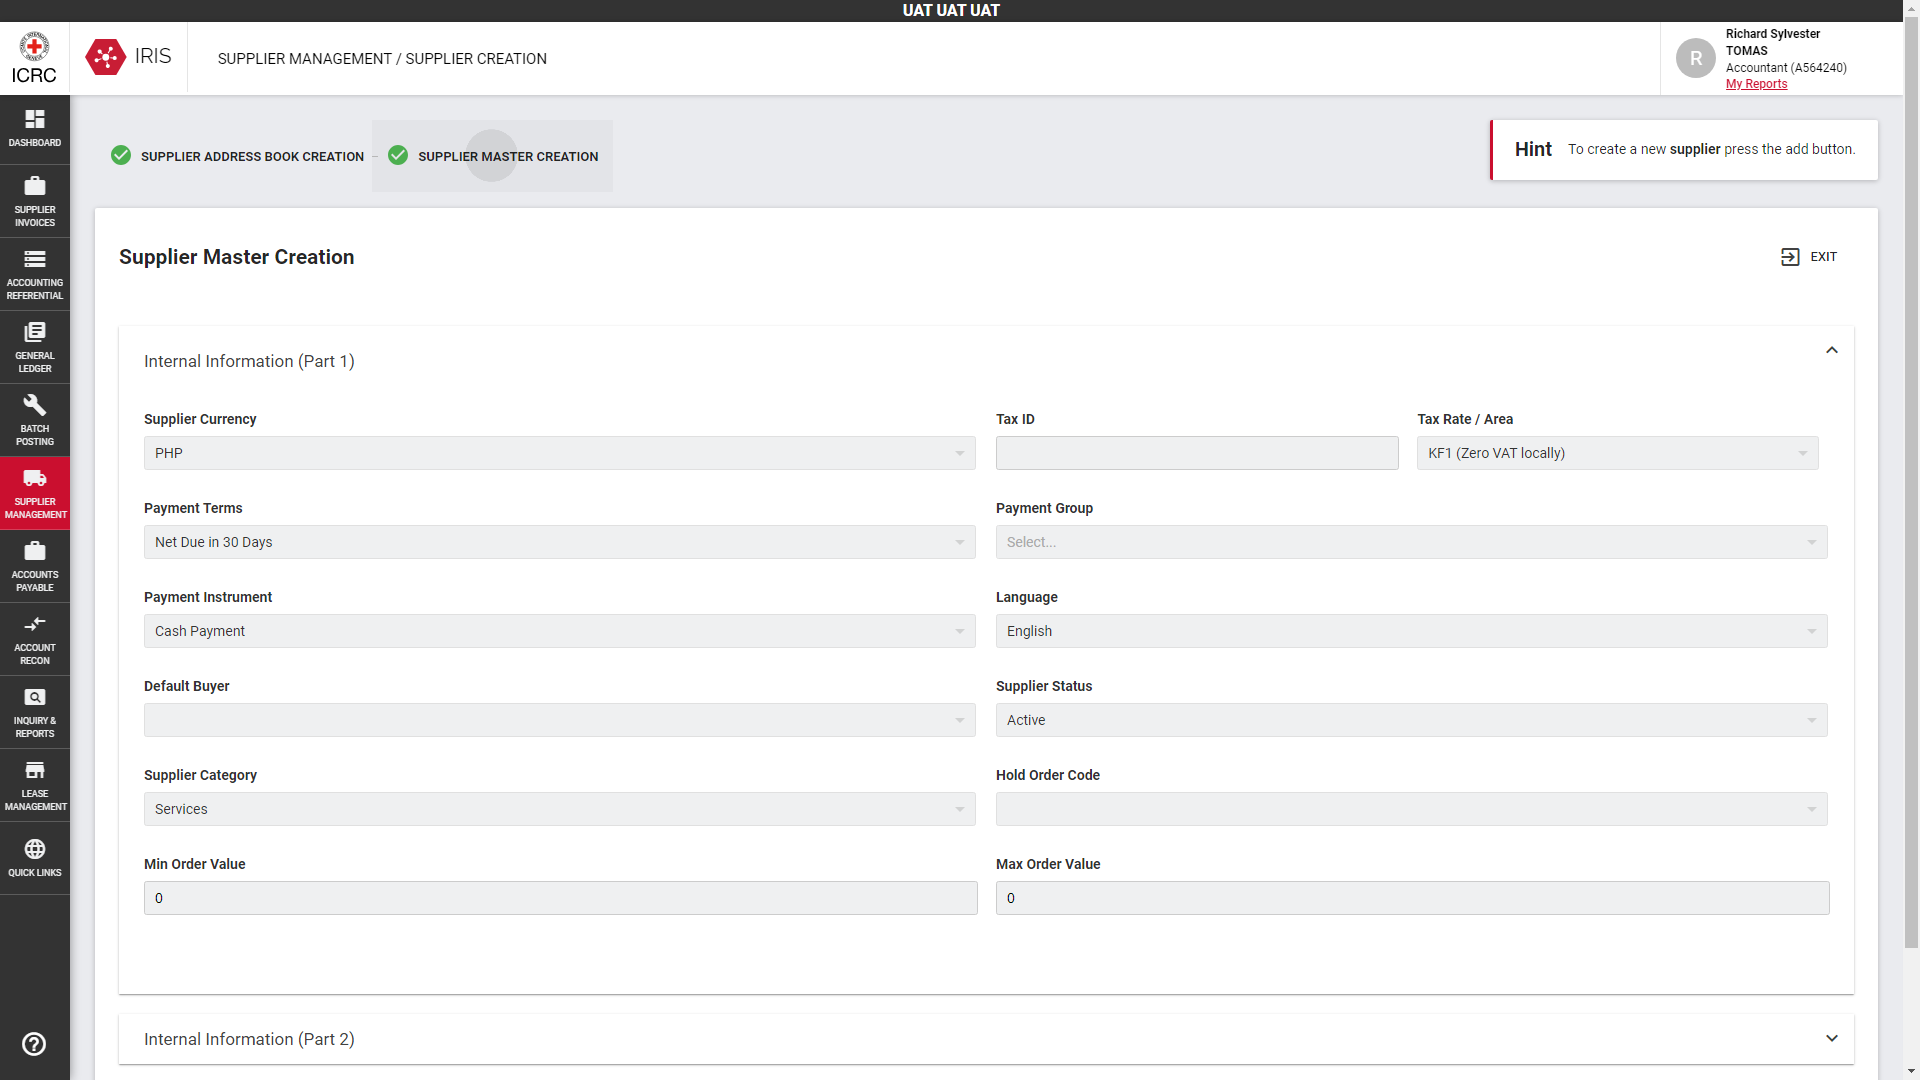 UAT UAT UAT
ICRC
IRIS
SUPPLIER MANAGEMENT / SUPPLIER CREATION
R
Richard Sylvester
TOMAS
Accountant (A564240)
My Reports
DASHBOARD
SUPPLIER
INVOICES
ACCOUNTING
REFERENTIAL
GENERAL
LEDGER
BATCH
POSTING
SUPPLIER
MANAGEMENT
ACCOUNTS
PAYABLE
ACCOUNT
RECON
INQUIRY &
REPORTS
LEASE
MANAGEMENT
QUICK LINKS
SUPPLIER ADDRESS BOOK CREATION
SUPPLIER MASTER CREATION
Hint To create a new supplier press the add button.
Supplier Master Creation
EXIT
Internal Information (Part 1)
Supplier Currency
PHP
Tax ID
Tax Rate / Area
KF1 (Zero VAT locally)
Payment Terms
Net Due in 30 Days
Payment Group
Select...
Payment Instrument
Cash Payment
Language
English
Default Buyer
Supplier Status
Active
Supplier Category
Services
Hold Order Code
Min Order Value
0
Max Order Value
0
Internal Information (Part 2)